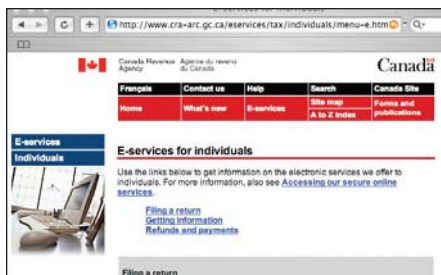 E-services for individuals
http://www.cra-arc.gc.ca/eservices/tax/individuals/menu-e.htm
Canada Revenue Agence du revenu
Agency du Canada
Canada
Français Contact us Help Search Canada Site
Home What's new E-services Site map Forms and
A to Z Index publications
E-services
Individuals
E-services for individuals
Use the links below to get information on the electronic services we offer to
individuals. For more information, also see Accessing our secure online
services.
Filing a return
Getting information
Refunds and payments
Filing a return